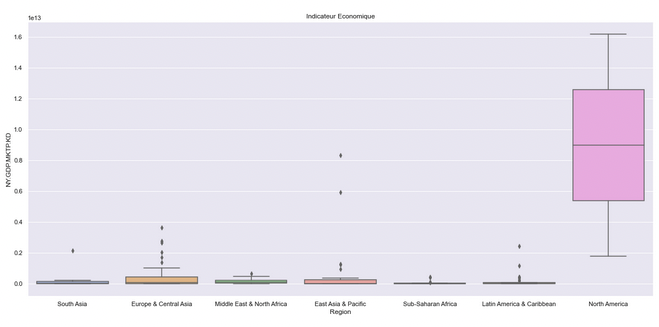 Indicateur Economique
1e13
1.6
1.4
1.2
1.0
0.8
0.6
0.4
0.2
0.0
NY.GDP.MKTP.KD
South Asia Europe & Central Asia Middle East & North Africa East Asia & Pacific Sub-Saharan Africa Latin America & Caribbean North America
Region